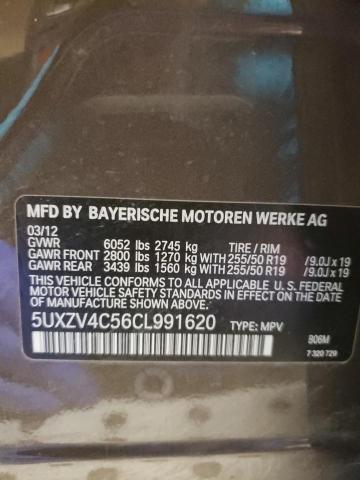 MFD BY BAYERISCHE MOTOREN WERKE AG
03/12
GVWR 6052 lbs 2745 kg TIRE / RIM
GAWR FRONT 2800 lbs 1270 kg WITH 255/50 R19 /9.0J x 19
GAWR REAR 3439 lbs 1560 kg WITH 255/50 R19 /9.0J x 19
THIS VEHICLE CONFORMS TO ALL APPLICABLE FEDERAL MOTOR
VEHICLE SAFETY AND THEFT PREVENTION STANDARDS IN EFFECT
ON THE DATE OF MANUFACTURE SHOWN ABOVE.
5UXZV4C56CL991620 TYPE: MPV
B06M
7 320 729